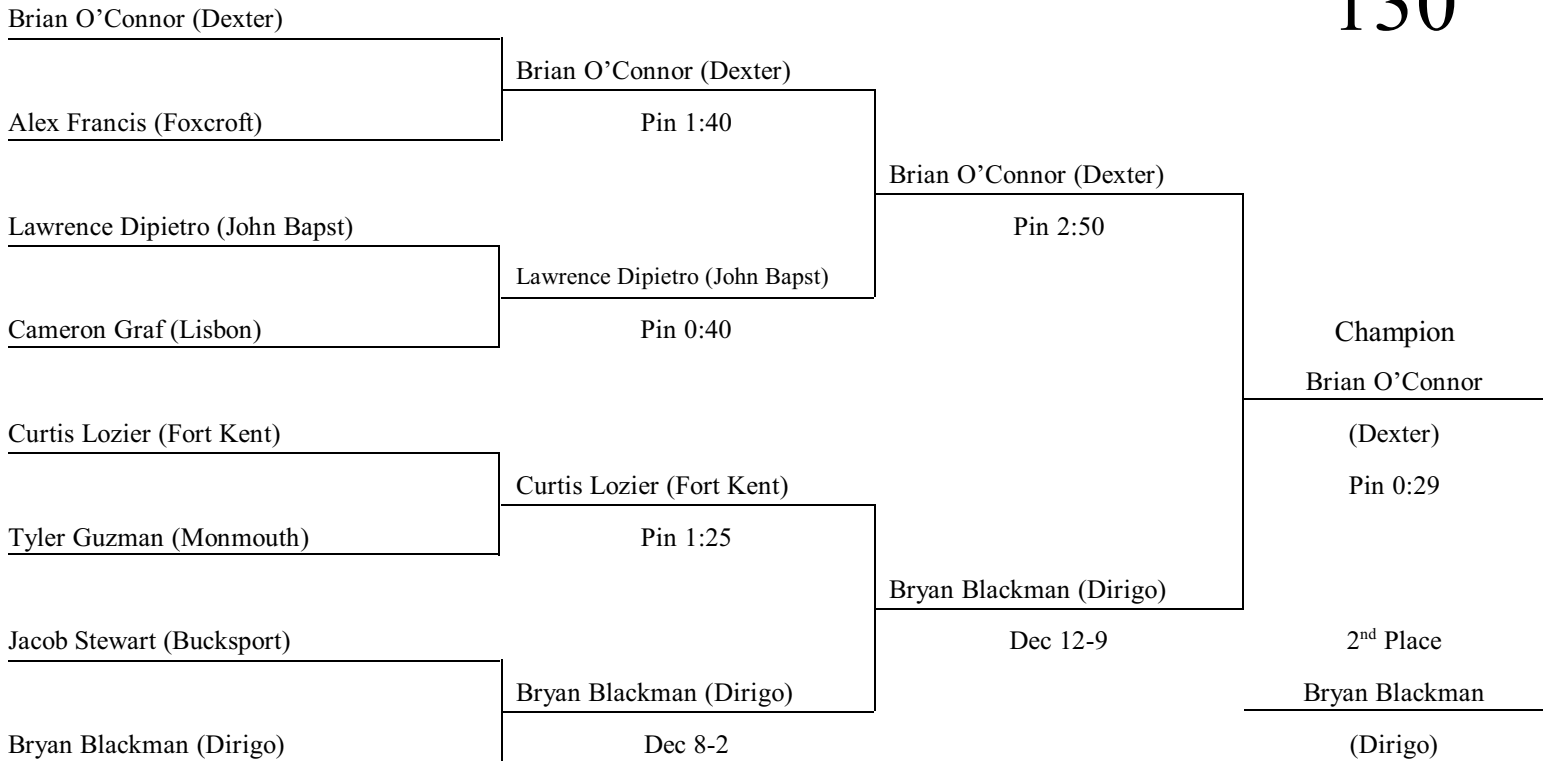 130
Brian O’Connor (Dexter)
Brian O’Connor (Dexter)
Alex Francis (Foxcroft)
Pin 1:40
Brian O’Connor (Dexter)
Lawrence Dipietro (John Bapst)
Pin 2:50
Lawrence Dipietro (John Bapst)
Cameron Graf (Lisbon)
Pin 0:40
Champion
Brian O’Connor
Curtis Lozier (Fort Kent)
(Dexter)
Curtis Lozier (Fort Kent)
Pin 0:29
Tyler Guzman (Monmouth)
Pin 1:25
Bryan Blackman (Dirigo)
Jacob Stewart (Bucksport)
Dec 12-9
2nd Place
Bryan Blackman (Dirigo)
Bryan Blackman
Bryan Blackman (Dirigo)
Dec 8-2
(Dirigo)